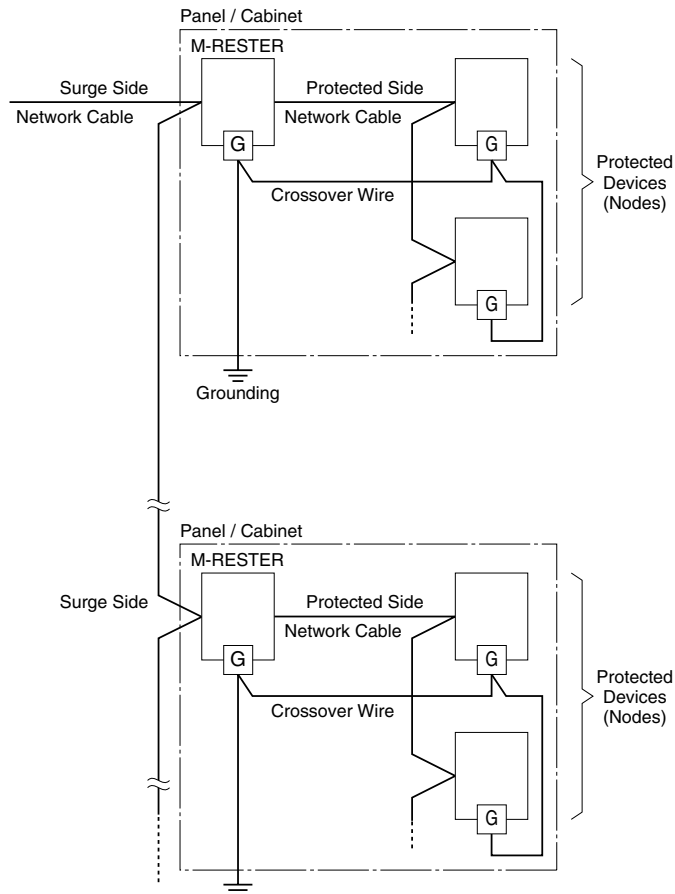 Panel / Cabinet
M-RESTER
Surge Side
Network Cable
Protected Side
Network Cable
G
G
Crossover Wire
Protected
Devices
(Nodes)
G
Grounding
Panel / Cabinet
M-RESTER
Surge Side
Protected Side
Network Cable
G
G
Crossover Wire
Protected
Devices
(Nodes)
G